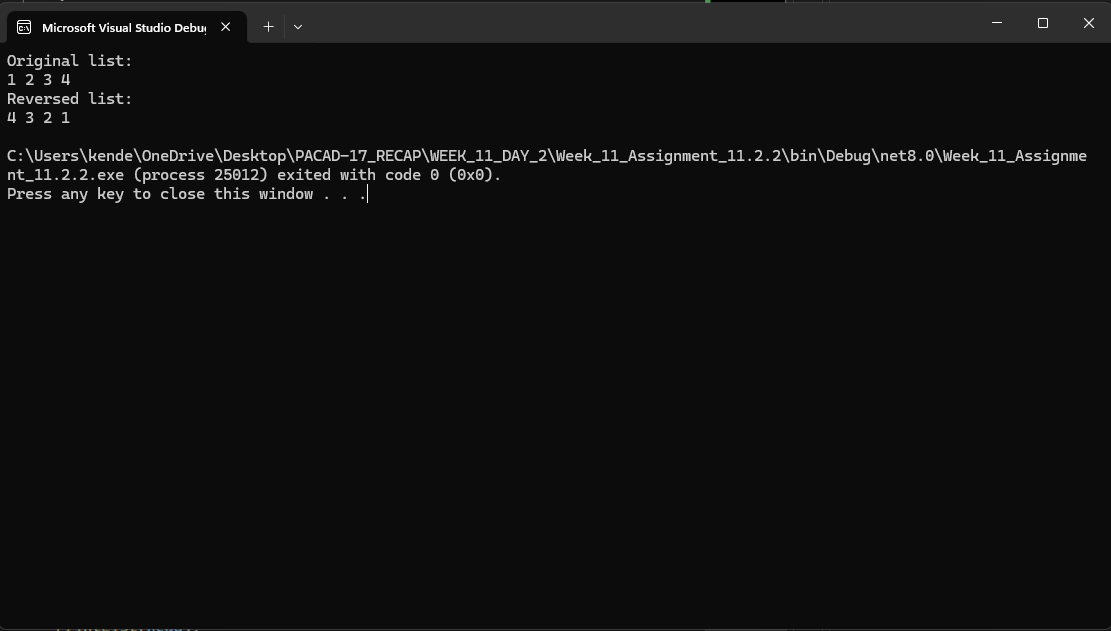 Microsoft Visual Studio Debu
Original list:
1 2 3 4
Reversed list:
4 3 2 1
C:\Users\kende\OneDrive\Desktop\PACAD-17_RECAP\WEEK_11_DAY_2\Week_11_Assignment_11.2.2\bin\Debug\net8.0\Week_11_Assignme
nt_11.2.2.exe (process 25012) exited with code 0 (0x0).
Press any key to close this window . . .